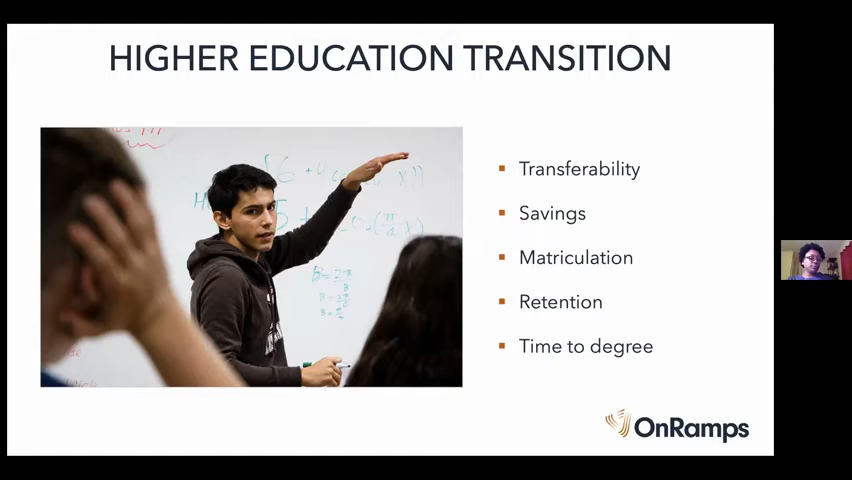 HIGHER EDUCATION TRANSITION
Transferability
Savings
Matriculation
Retention
Time to degree
OnRamps